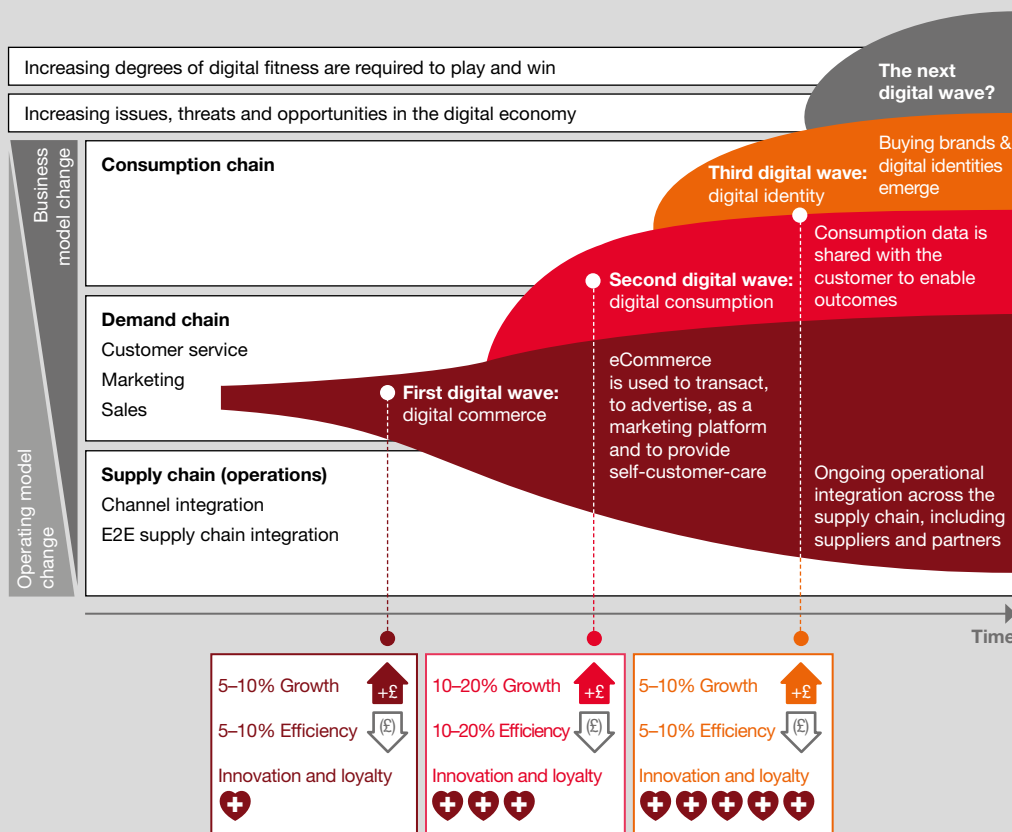 Increasing degrees of digital fitness are required to play and win
Increasing issues, threats and opportunities in the digital economy
The next
digital wave?
Business
model change
Operating model
change
Consumption chain
Third digital wave:
digital identity
Buying brands &
digital identities
emerge
Second digital wave:
digital consumption
Consumption data is
shared with the
customer to enable
outcomes
Demand chain
Customer service
Marketing
Sales
First digital wave:
digital commerce
eCommerce
is used to transact,
to advertise, as a
marketing platform
and to provide
self-customer-care
Supply chain (operations)
Channel integration
E2E supply chain integration
Ongoing operational
integration across the
supply chain, including
suppliers and partners
Time
5–10% Growth
+£
5–10% Efficiency
(£)
Innovation and loyalty
10–20% Growth
+£
10–20% Efficiency
(£)
Innovation and loyalty
5–10% Growth
+£
5–10% Efficiency
(£)
Innovation and loyalty